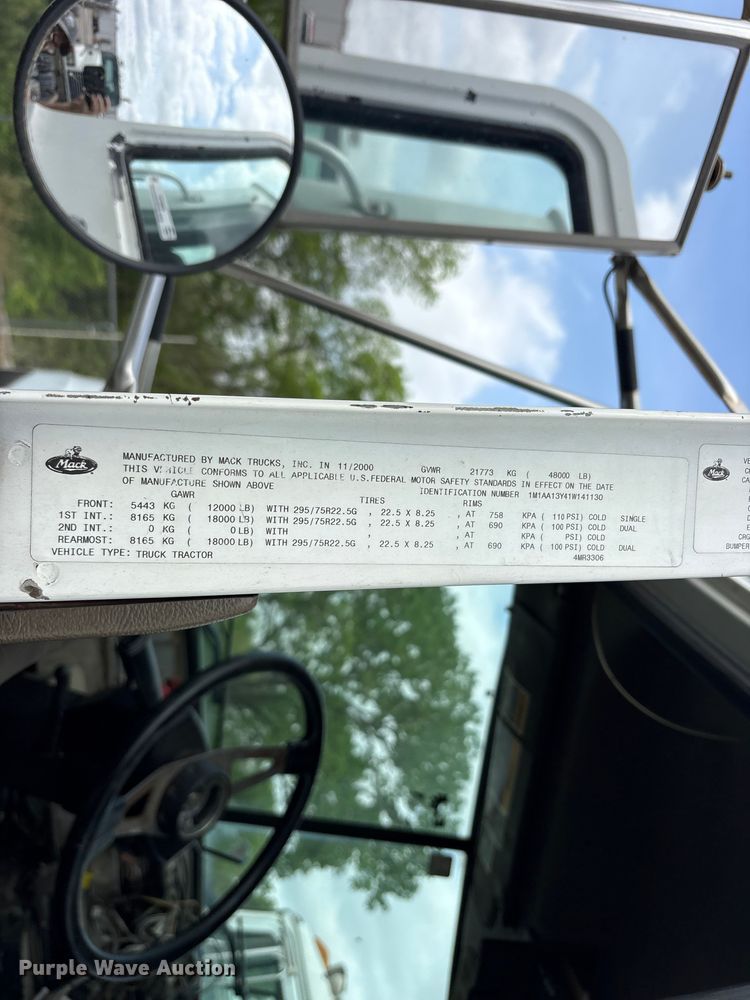 Mack
MANUFACTURED BY MACK TRUCKS, INC. IN 11/2000 GVWR 21773 KG ( 48000 LB)
THIS VEHICLE CONFORMS TO ALL APPLICABLE U.S.FEDERAL MOTOR SAFETY STANDARDS IN EFFECT ON THE DATE
OF MANUFACTURE SHOWN ABOVE IDENTIFICATION NUMBER 1M1AA13Y41W141130
GAWR TIRES RIMS
FRONT: 5443 KG ( 12000 LB) WITH 295/75R22.5G , 22.5 X 8.25 , AT 758 KPA ( 110 PSI) COLD SINGLE
1ST INT.: 8165 KG ( 18000 LB) WITH 295/75R22.5G , 22.5 X 8.25 , AT 690 KPA ( 100 PSI) COLD DUAL
2ND INT.: 0 KG ( 0 LB) WITH , , AT KPA ( PSI) COLD
REARMOST: 8165 KG ( 18000 LB) WITH 295/75R22.5G , 22.5 X 8.25 , AT 690 KPA ( 100 PSI) COLD DUAL
VEHICLE TYPE: TRUCK TRACTOR 4MR3306
Mack
BUMPER
Purple Wave Auction